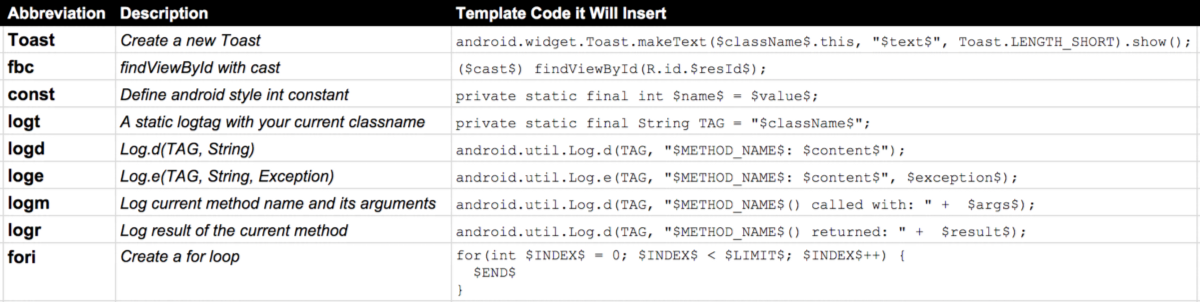 Abbreviation Description Template Code it Will Insert
Toast Create a new Toast android.widget.Toast.makeText($className$.this, "$text$", Toast.LENGTH_SHORT).show();
fbc findViewById with cast ($cast$) findViewById(R.id.$resId$);
const Define android style int constant private static final int $name$ = $value$;
logt A static logtag with your current classname private static final String TAG = "$className$";
logd Log.d(TAG, String) android.util.Log.d(TAG, "$METHOD_NAME$: $content$");
loge Log.e(TAG, String, Exception) android.util.Log.e(TAG, "$METHOD_NAME$: $content$", $exception$);
logm Log current method name and its arguments android.util.Log.d(TAG, "$METHOD_NAME$() called with: " +  $args$);
logr Log result of the current method android.util.Log.d(TAG, "$METHOD_NAME$() returned: " +  $result$);
fori Create a for loop for(int $INDEX$ = 0; $INDEX$ < $LIMIT$; $INDEX$++) {
$END$
}